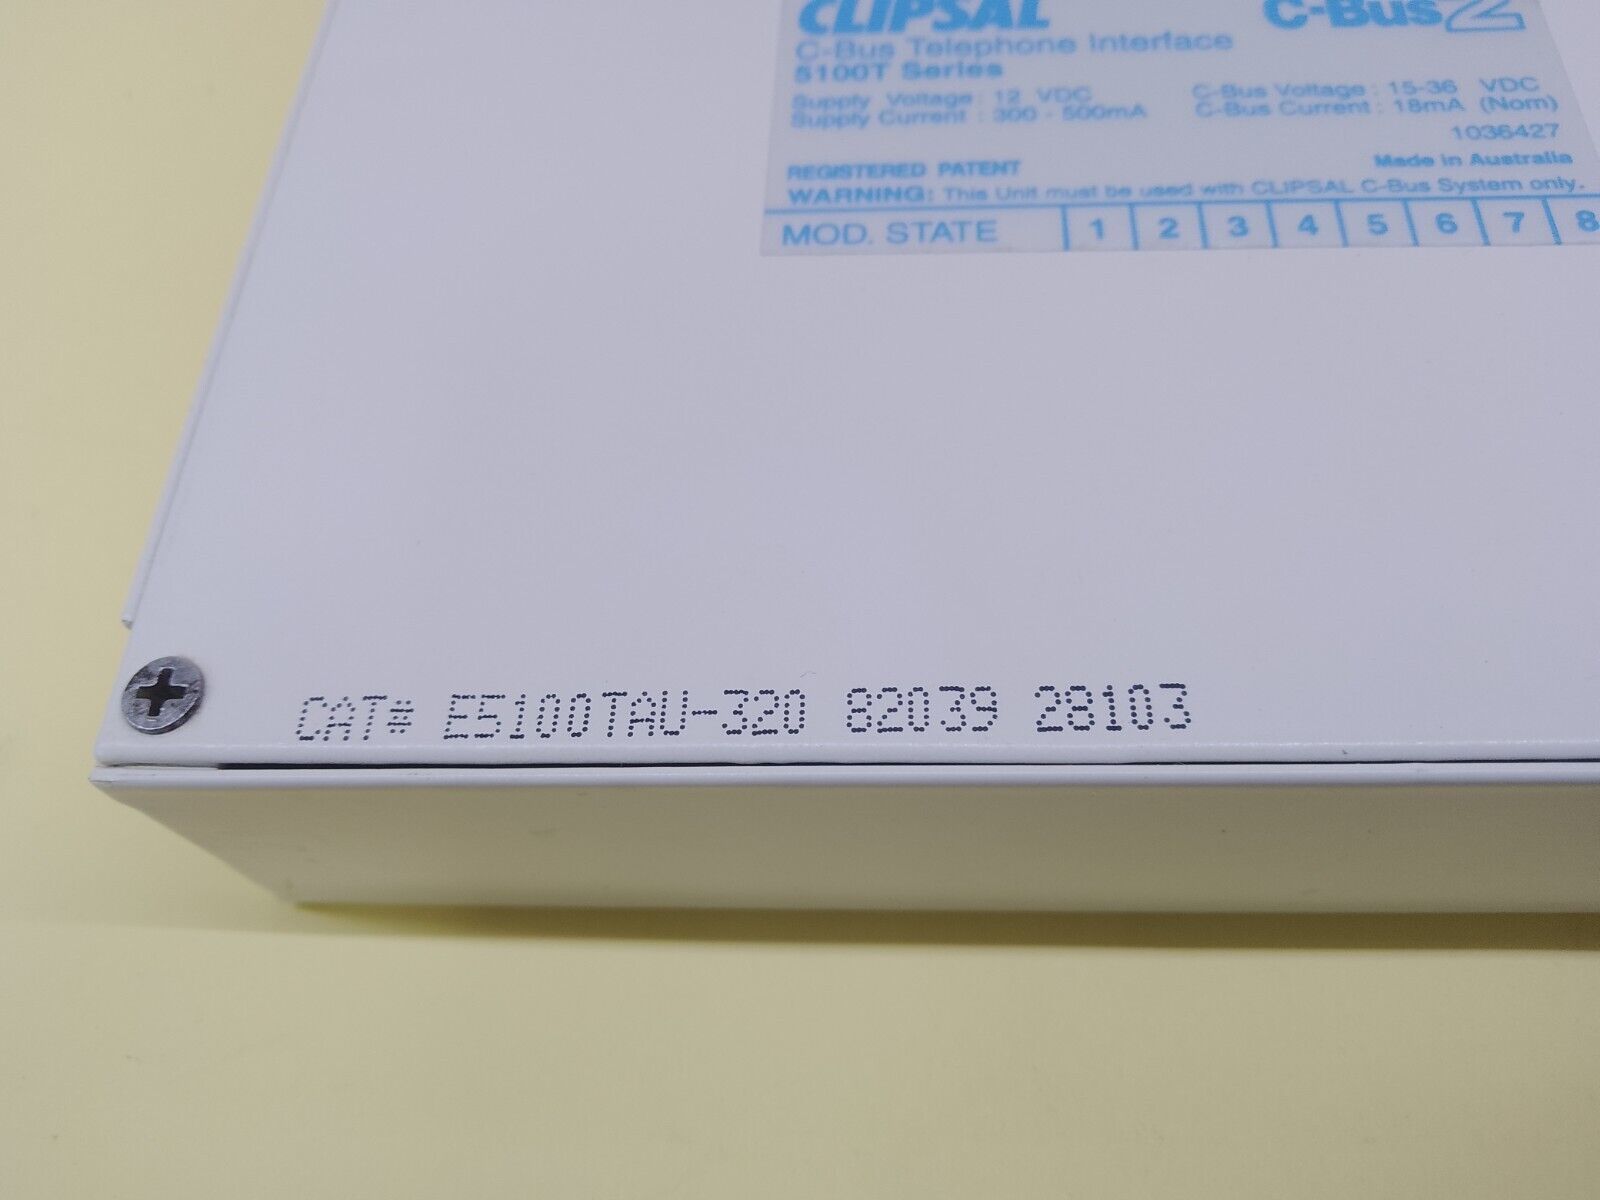 CLIPSAL C-Bus2
C-Bus Telephone Interface
5100T Series
Supply Voltage : 12 VDC C-Bus Voltage : 15-36 VDC
Supply Current : 300 - 500mA C-Bus Current : 18mA (Nom)
1036427
REGISTERED PATENT Made in Australia
WARNING: This Unit must be used with CLIPSAL C-Bus System only.
MOD. STATE 1 2 3 4 5 6 7 8
CAT# E5100TAU-320 82039 28103